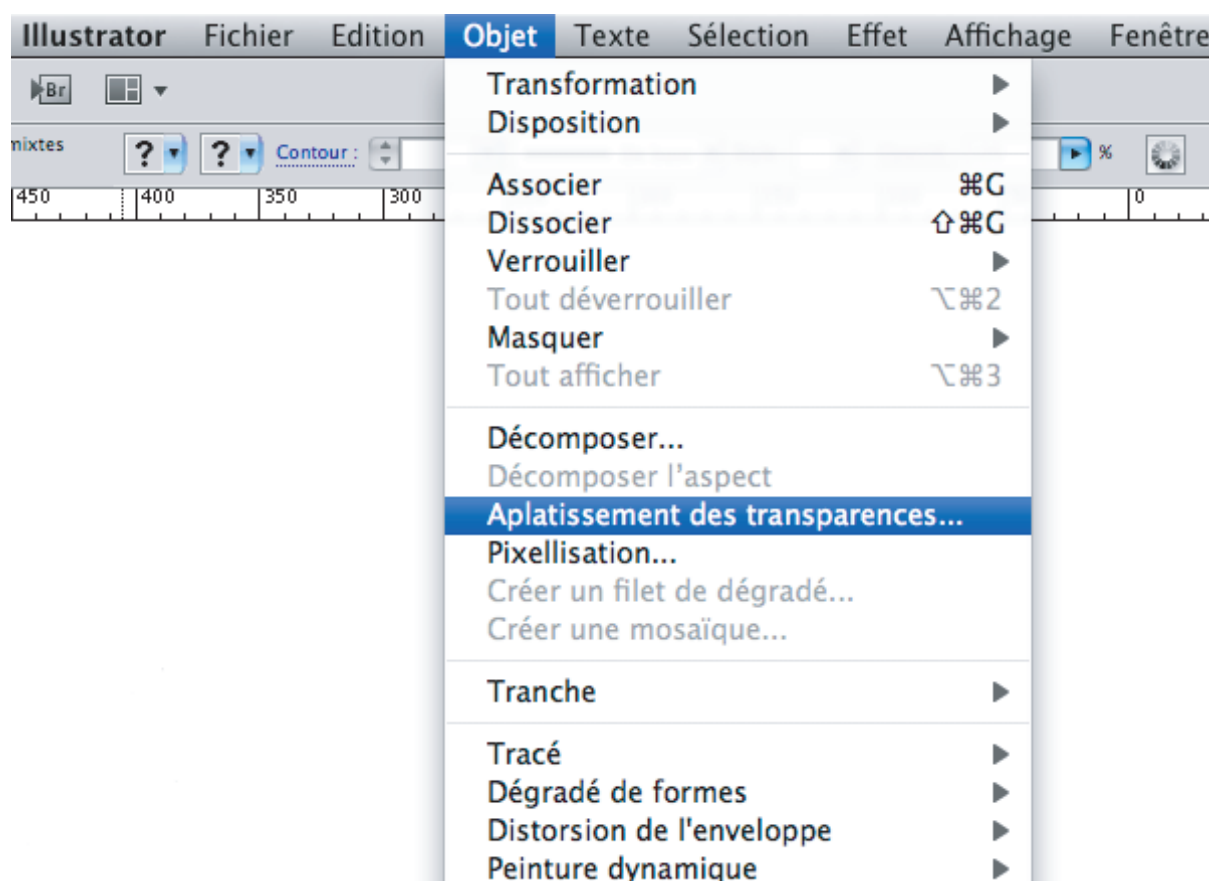 Illustrator Fichier Edition Objet Texte Sélection Effet Affichage Fenêtre
Br
mixtes ? ? Contour : %
450 400 350 300 0
Transformation
Disposition
Associer ⌘G
Dissocier ⇧⌘G
Verrouiller
Tout déverrouiller ⌥⌘2
Masquer
Tout afficher ⌥⌘3
Décomposer...
Décomposer l'aspect
Aplatissement des transparences...
Pixellisation...
Créer un filet de dégradé...
Créer une mosaïque...
Tranche
Tracé
Dégradé de formes
Distorsion de l'enveloppe
Peinture dynamique